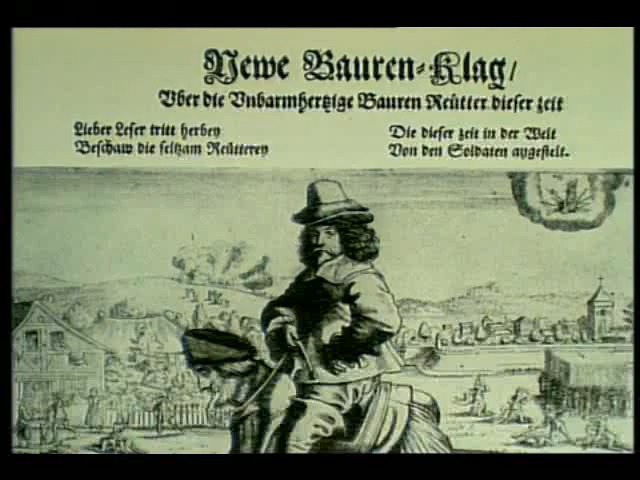 Newe Bauren-Klag/
Vber die Vnbarmhertzige Bauren Reütter dieser zeit
Lieber Leser tritt herbey
Beschaw die seltzam Reütterey
Die dieser zeit in der Welt
Von den Soldaten angestelt.